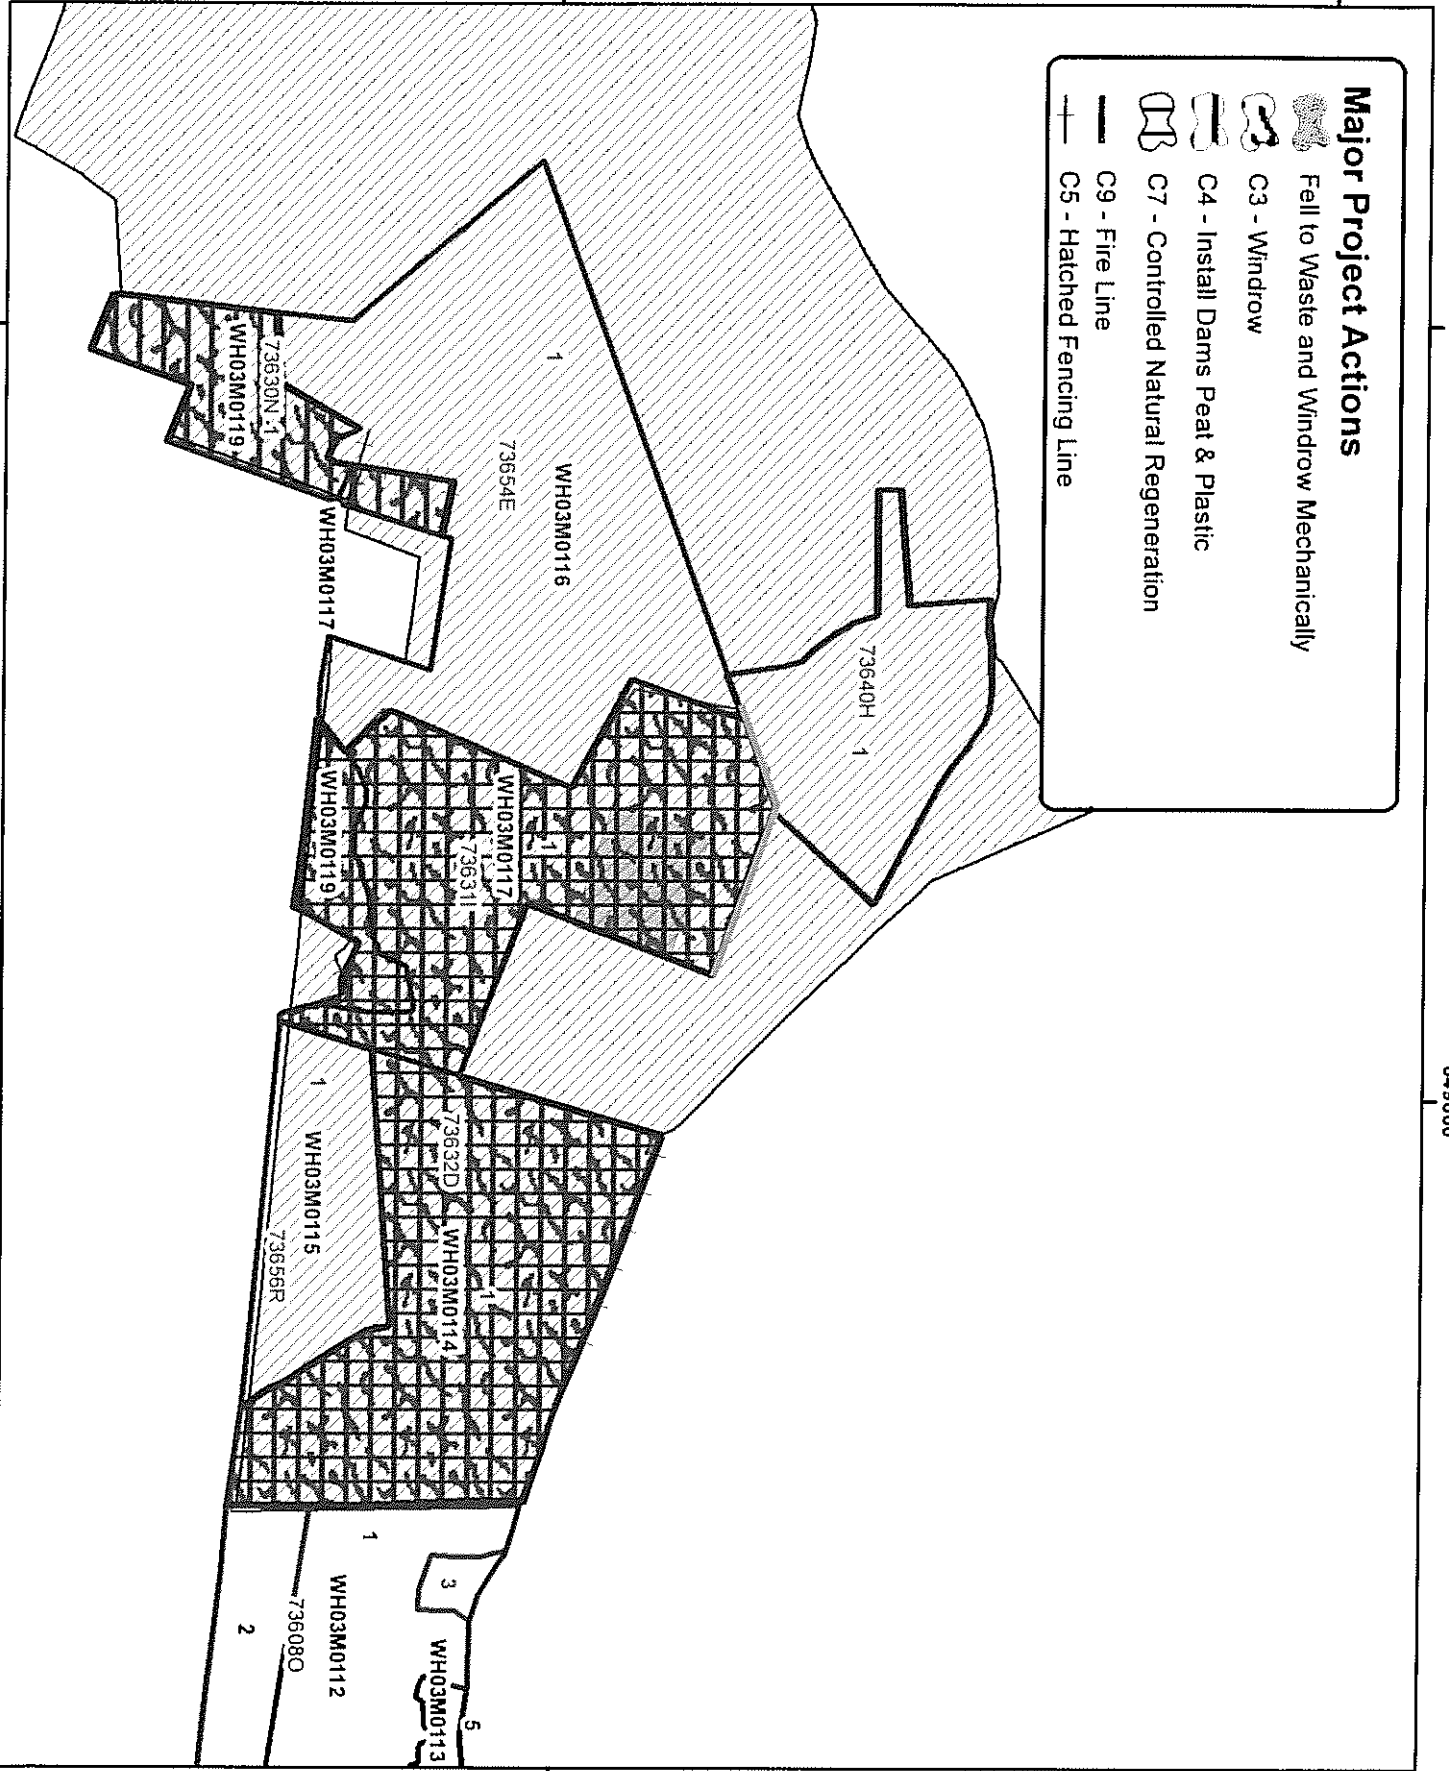 Major Project Actions
Fell to Waste and Windrow Mechanically
C3 - Windrow
C4 - Install Dams Peat & Plastic
C7 - Controlled Natural Regeneration
C9 - Fire Line
C5 - Hatched Fencing Line
73640H 1
1
WH03M0116
73654E
73630N 1
WH03M0119
WH03M0117
WH03M0117
1
73631I
WH03M0119
73632D
WH03M0114
1
1
WH03M0115
73656R
1
WH03M0112
73608O
2
3
WH03M0113
5